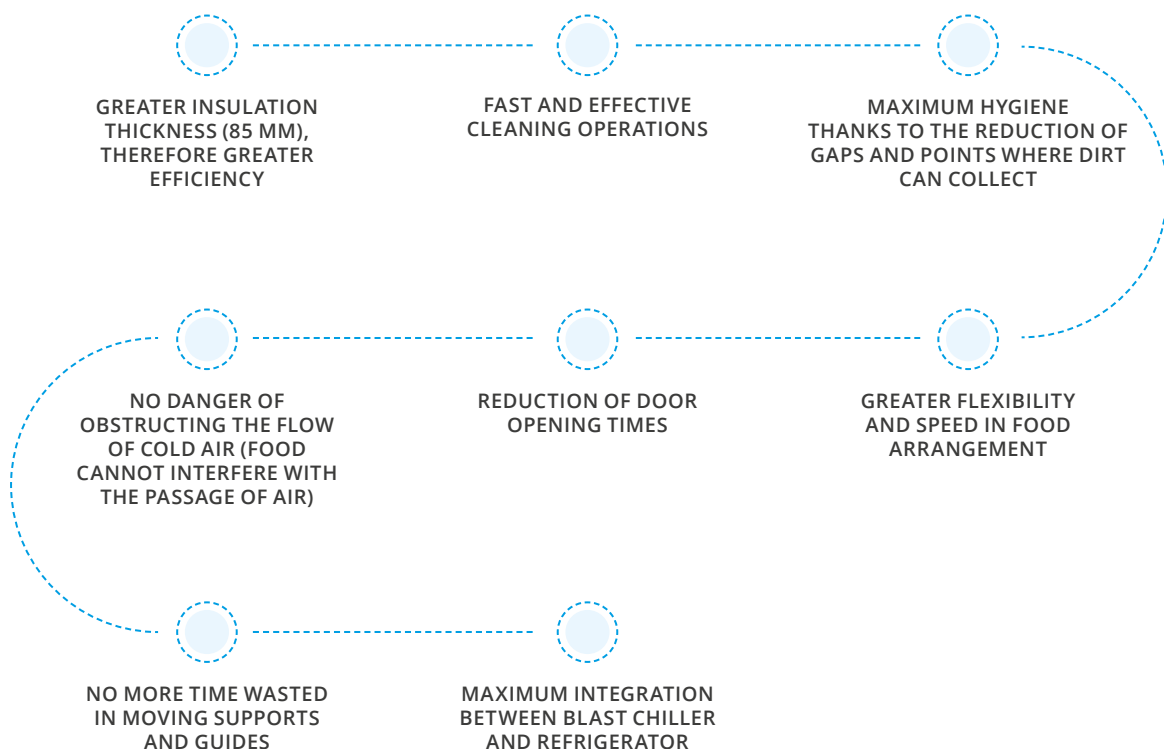 GREATER INSULATION
THICKNESS (85 MM),
THEREFORE GREATER
EFFICIENCY
FAST AND EFFECTIVE
CLEANING OPERATIONS
MAXIMUM HYGIENE
THANKS TO THE REDUCTION OF
GAPS AND POINTS WHERE DIRT
CAN COLLECT
GREATER FLEXIBILITY
AND SPEED IN FOOD
ARRANGEMENT
REDUCTION OF DOOR
OPENING TIMES
NO DANGER OF
OBSTRUCTING THE FLOW
OF COLD AIR (FOOD
CANNOT INTERFERE WITH
THE PASSAGE OF AIR)
NO MORE TIME WASTED
IN MOVING SUPPORTS
AND GUIDES
MAXIMUM INTEGRATION
BETWEEN BLAST CHILLER
AND REFRIGERATOR